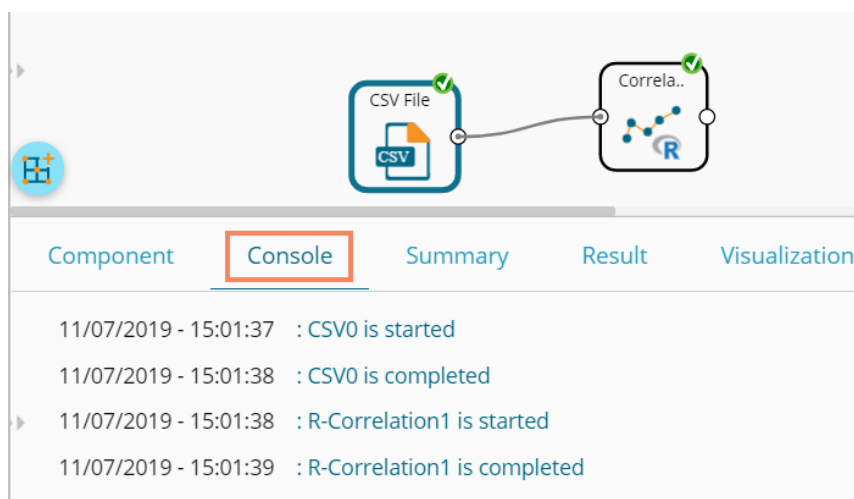 CSV File
CSV
Correla..
R
Component Console Summary Result Visualization
11/07/2019 - 15:01:37 : CSV0 is started
11/07/2019 - 15:01:38 : CSV0 is completed
11/07/2019 - 15:01:38 : R-Correlation1 is started
11/07/2019 - 15:01:39 : R-Correlation1 is completed